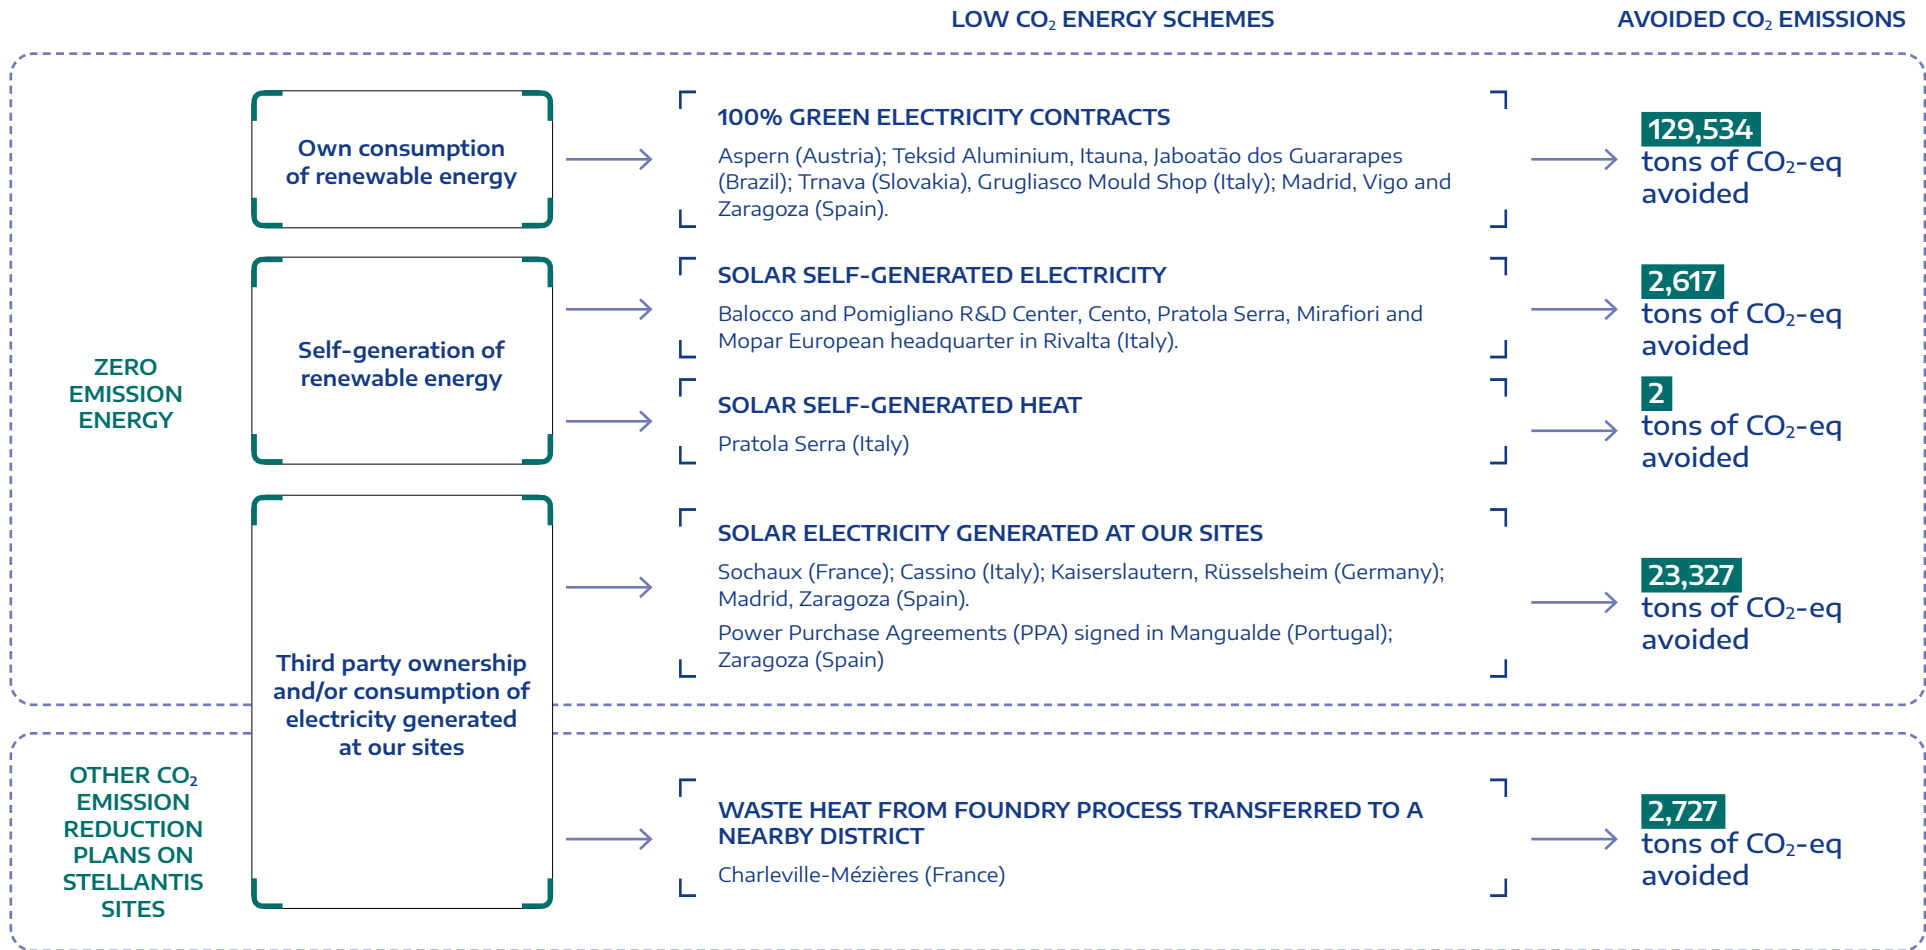 LOW CO₂ ENERGY SCHEMES
AVOIDED CO₂ EMISSIONS
ZERO
EMISSION
ENERGY
Own consumption
of renewable energy
100% GREEN ELECTRICITY CONTRACTS
Aspern (Austria); Teksid Aluminium, Itauna, Jaboatão dos Guararapes
(Brazil); Trnava (Slovakia), Grugliasco Mould Shop (Italy); Madrid, Vigo and
Zaragoza (Spain).
129,534
tons of CO₂-eq
avoided
Self-generation of
renewable energy
SOLAR SELF-GENERATED ELECTRICITY
Balocco and Pomigliano R&D Center, Cento, Pratola Serra, Mirafiori and
Mopar European headquarter in Rivalta (Italy).
2,617
tons of CO₂-eq
avoided
SOLAR SELF-GENERATED HEAT
Pratola Serra (Italy)
2
tons of CO₂-eq
avoided
Third party ownership
and/or consumption of
electricity generated
at our sites
SOLAR ELECTRICITY GENERATED AT OUR SITES
Sochaux (France); Cassino (Italy); Kaiserslautern, Rüsselsheim (Germany);
Madrid, Zaragoza (Spain).
Power Purchase Agreements (PPA) signed in Mangualde (Portugal);
Zaragoza (Spain)
23,327
tons of CO₂-eq
avoided
OTHER CO₂
EMISSION
REDUCTION
PLANS ON
STELLANTIS
SITES
WASTE HEAT FROM FOUNDRY PROCESS TRANSFERRED TO A
NEARBY DISTRICT
Charleville-Mézières (France)
2,727
tons of CO₂-eq
avoided